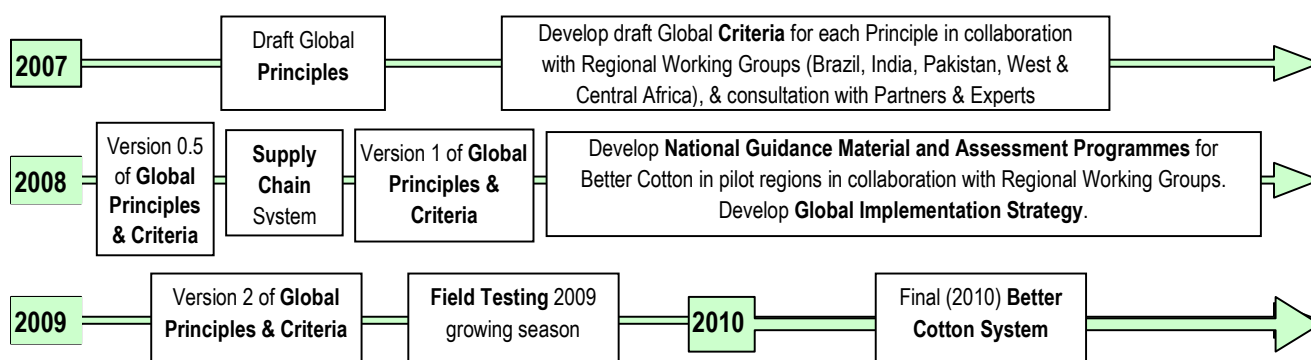 2007
Draft Global
Principles
Develop draft Global Criteria for each Principle in collaboration
with Regional Working Groups (Brazil, India, Pakistan, West &
Central Africa), & consultation with Partners & Experts
2008
Version 0.5
of Global
Principles
& Criteria
Supply
Chain
System
Version 1 of Global
Principles &
Criteria
Develop National Guidance Material and Assessment Programmes for
Better Cotton in pilot regions in collaboration with Regional Working Groups.
Develop Global Implementation Strategy.
2009
Version 2 of Global
Principles & Criteria
Field Testing 2009
growing season
2010
Final (2010) Better
Cotton System